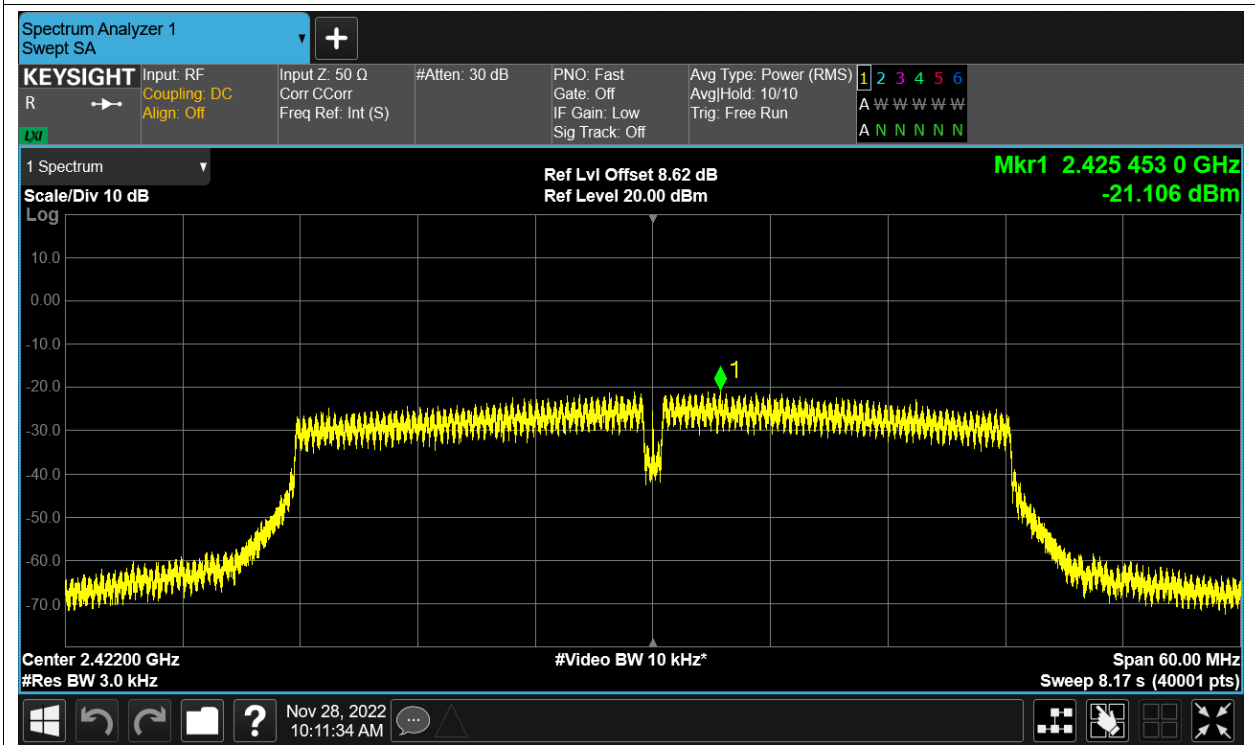 Spectrum Analyzer 1
Swept SA
KEYSIGHT
R
LXI
Input: RF
Coupling: DC
Align: Off
Input Z: 50 Ω
Corr CCorr
Freq Ref: Int (S)
#Atten: 30 dB
PNO: Fast
Gate: Off
IF Gain: Low
Sig Track: Off
Avg Type: Power (RMS)
Avg|Hold: 10/10
Trig: Free Run
1 2 3 4 5 6
A W W W W W
A N N N N N
1 Spectrum
Scale/Div 10 dB
Log
Ref Lvl Offset 8.62 dB
Ref Level 20.00 dBm
Mkr1 2.425 453 0 GHz
-21.106 dBm
10.0
0.00
-10.0
-20.0
-30.0
-40.0
-50.0
-60.0
-70.0
1
Center 2.42200 GHz
#Res BW 3.0 kHz
#Video BW 10 kHz*
Span 60.00 MHz
Sweep 8.17 s (40001 pts)
?
Nov 28, 2022
10:11:34 AM